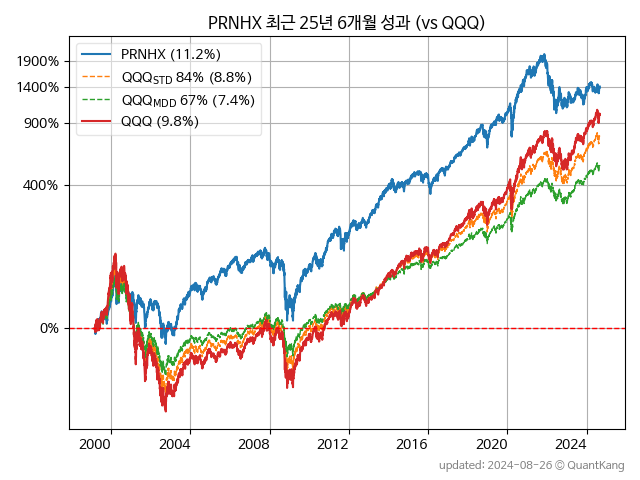 PRNHX 최근 25년 6개월 성과 (vs QQQ)
PRNHX (11.2%)
QQQSTD 84% (8.8%)
QQQMDD 67% (7.4%)
QQQ (9.8%)
1900%
1400%
900%
400%
0%
2000 2004 2008 2012 2016 2020 2024
updated: 2024-08-26 © QuantKang